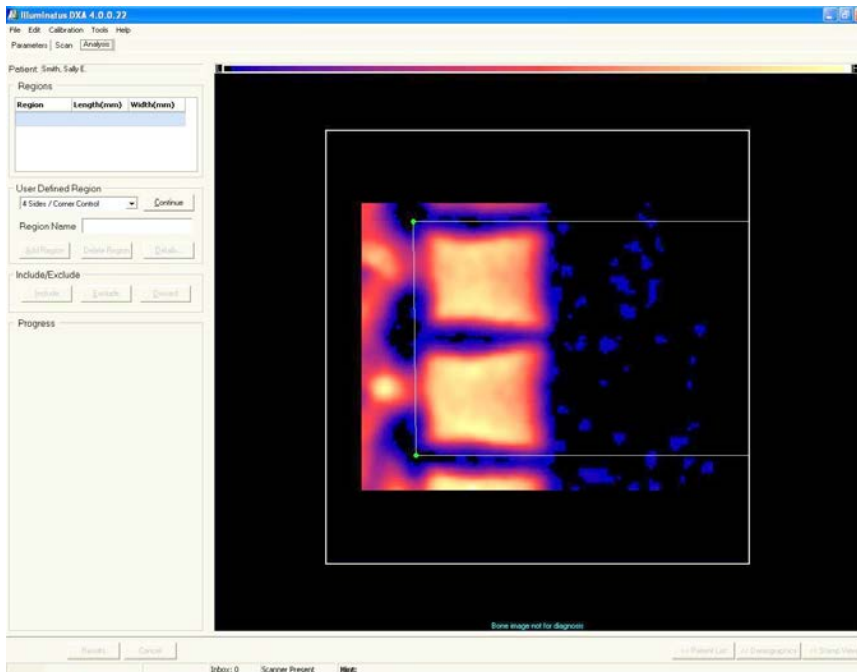 Illuminatus DXA 4.0.0.22
File Edit Calibration Tools Help
Parameters Scan Analysis
Patient: Smith, Sally E.
Regions
Region Length(mm) Width(mm)
User Defined Region
4 Sides / Corner Control Continue
Region Name
Add Region Delete Region Details...
Include/Exclude
Include Exclude Discard
Progress
Bone image not for diagnosis
Results Cancel << Patient List << Demographics << Stamp View
Inbox: 0 Scanner Present Hint: